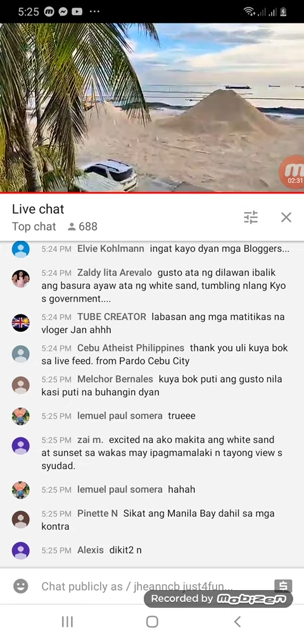 5:25
02:31
Live chat
Top chat 688
5:24 PM Elvie Kohlmann ingat kayo dyan mga Bloggers...
5:24 PM Zaldy lita Arevalo gusto ata ng dilawan ibalik
ang basura ayaw ata ng white sand, tumbling nlang Kyo
s government....
5:24 PM TUBE CREATOR labasan ang mga matitikas na
vloger Jan ahhh
5:24 PM Cebu Atheist Philippines thank you uli kuya bok
sa live feed. from Pardo Cebu City
5:25 PM Melchor Bernales kuya bok puti ang gusto nila
kasi puti na buhangin dyan
5:25 PM lemuel paul somera trueee
5:25 PM zai m. excited na ako makita ang white sand
at sunset sa wakas may ipagmamalaki n tayong view s
syudad.
5:25 PM lemuel paul somera hahah
5:25 PM Pinette N Sikat ang Manila Bay dahil sa mga
kontra
5:25 PM Alexis dikit2 n
Chat publicly as / jheanncb just4fun...
Recorded by mobizen